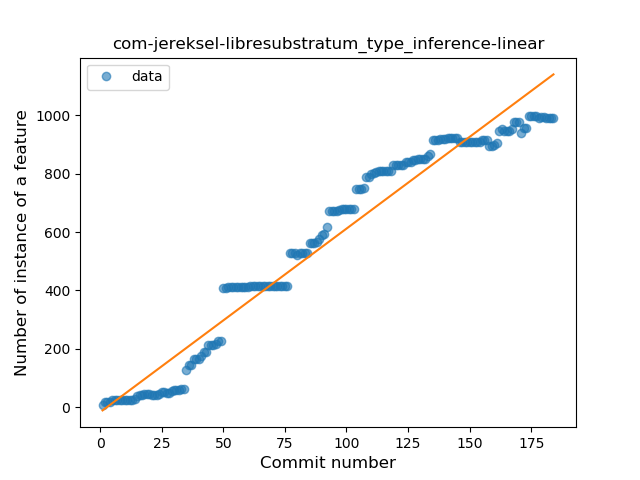 com-jereksel-libresubstratum_type_inference-linear
data
Number of instance of a feature
1000
800
600
400
200
0
0 25 50 75 100 125 150 175
Commit number